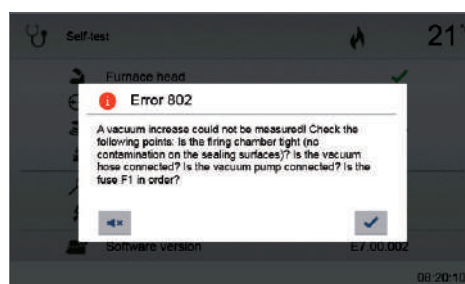 Self-test
21°
Furnace head
Error 802
A vacuum increase could not be measured! Check the
following points: Is the firing chamber tight (no
contamination on the sealing surfaces)? Is the vacuum
hose connected? Is the vacuum pump connected? Is the
fuse F1 in order?
Software version E7.00.002
08:20:10